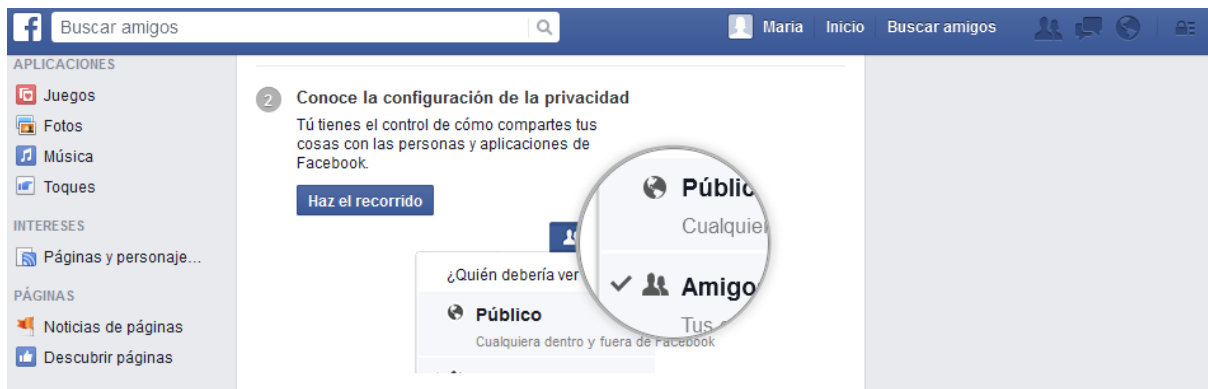 f Buscar amigos
Maria Inicio Buscar amigos
APLICACIONES
Juegos
Fotos
Música
Toques
INTERESES
Páginas y personaje...
PÁGINAS
Noticias de páginas
Descubrir páginas
2 Conoce la configuración de la privacidad
Tú tienes el control de cómo compartes tus
cosas con las personas y aplicaciones de
Facebook.
Haz el recorrido
¿Quién debería ver
Público
Cualquiera dentro y fuera de Facebook
Público
Cualquie
Amigo
Tus